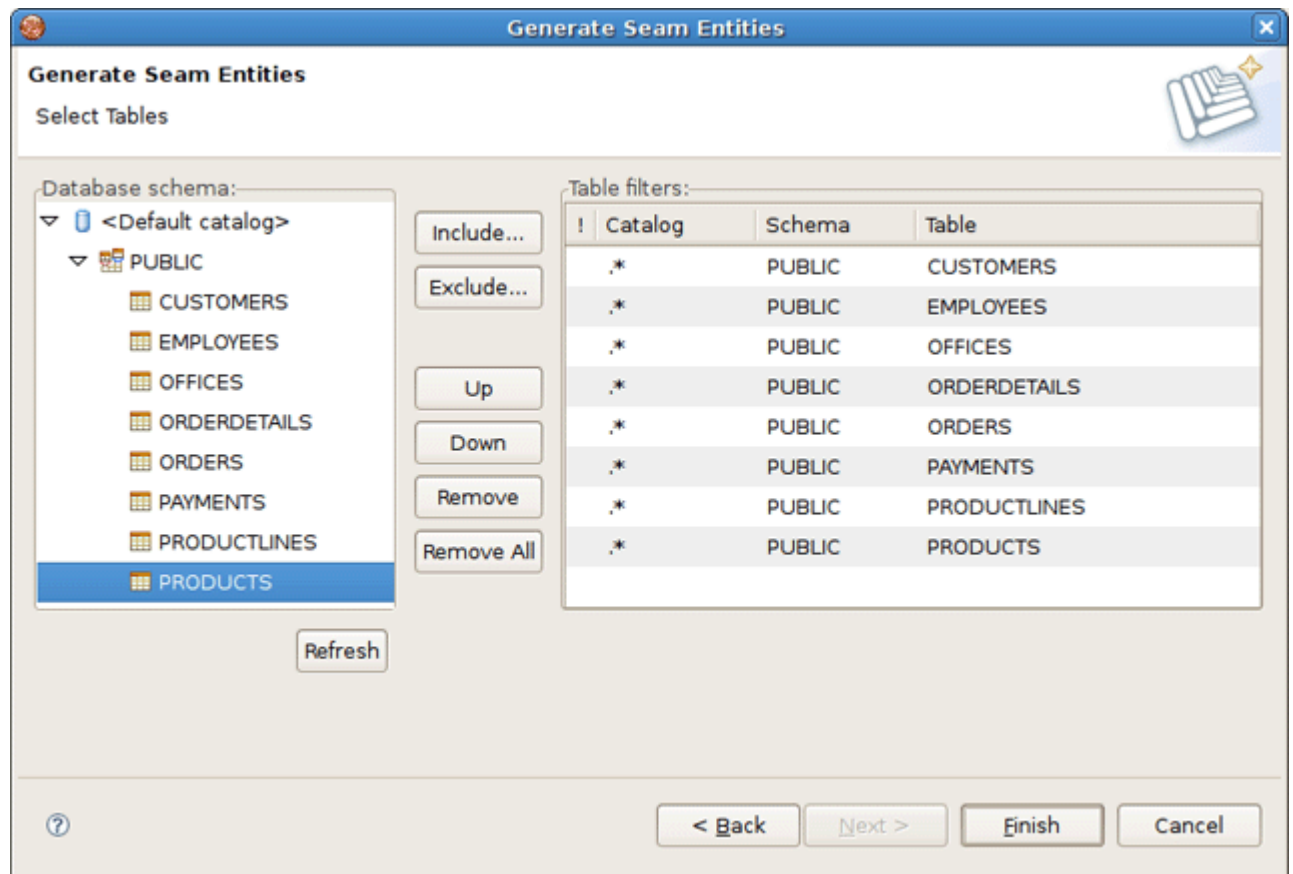 Generate Seam Entities
Generate Seam Entities
Select Tables
Database schema:
<Default catalog>
PUBLIC
CUSTOMERS
EMPLOYEES
OFFICES
ORDERDETAILS
ORDERS
PAYMENTS
PRODUCTLINES
PRODUCTS
Refresh
Include...
Exclude...
Up
Down
Remove
Remove All
Table filters:
! Catalog Schema Table
.* PUBLIC CUSTOMERS
.* PUBLIC EMPLOYEES
.* PUBLIC OFFICES
.* PUBLIC ORDERDETAILS
.* PUBLIC ORDERS
.* PUBLIC PAYMENTS
.* PUBLIC PRODUCTLINES
.* PUBLIC PRODUCTS
? < Back Next > Finish Cancel